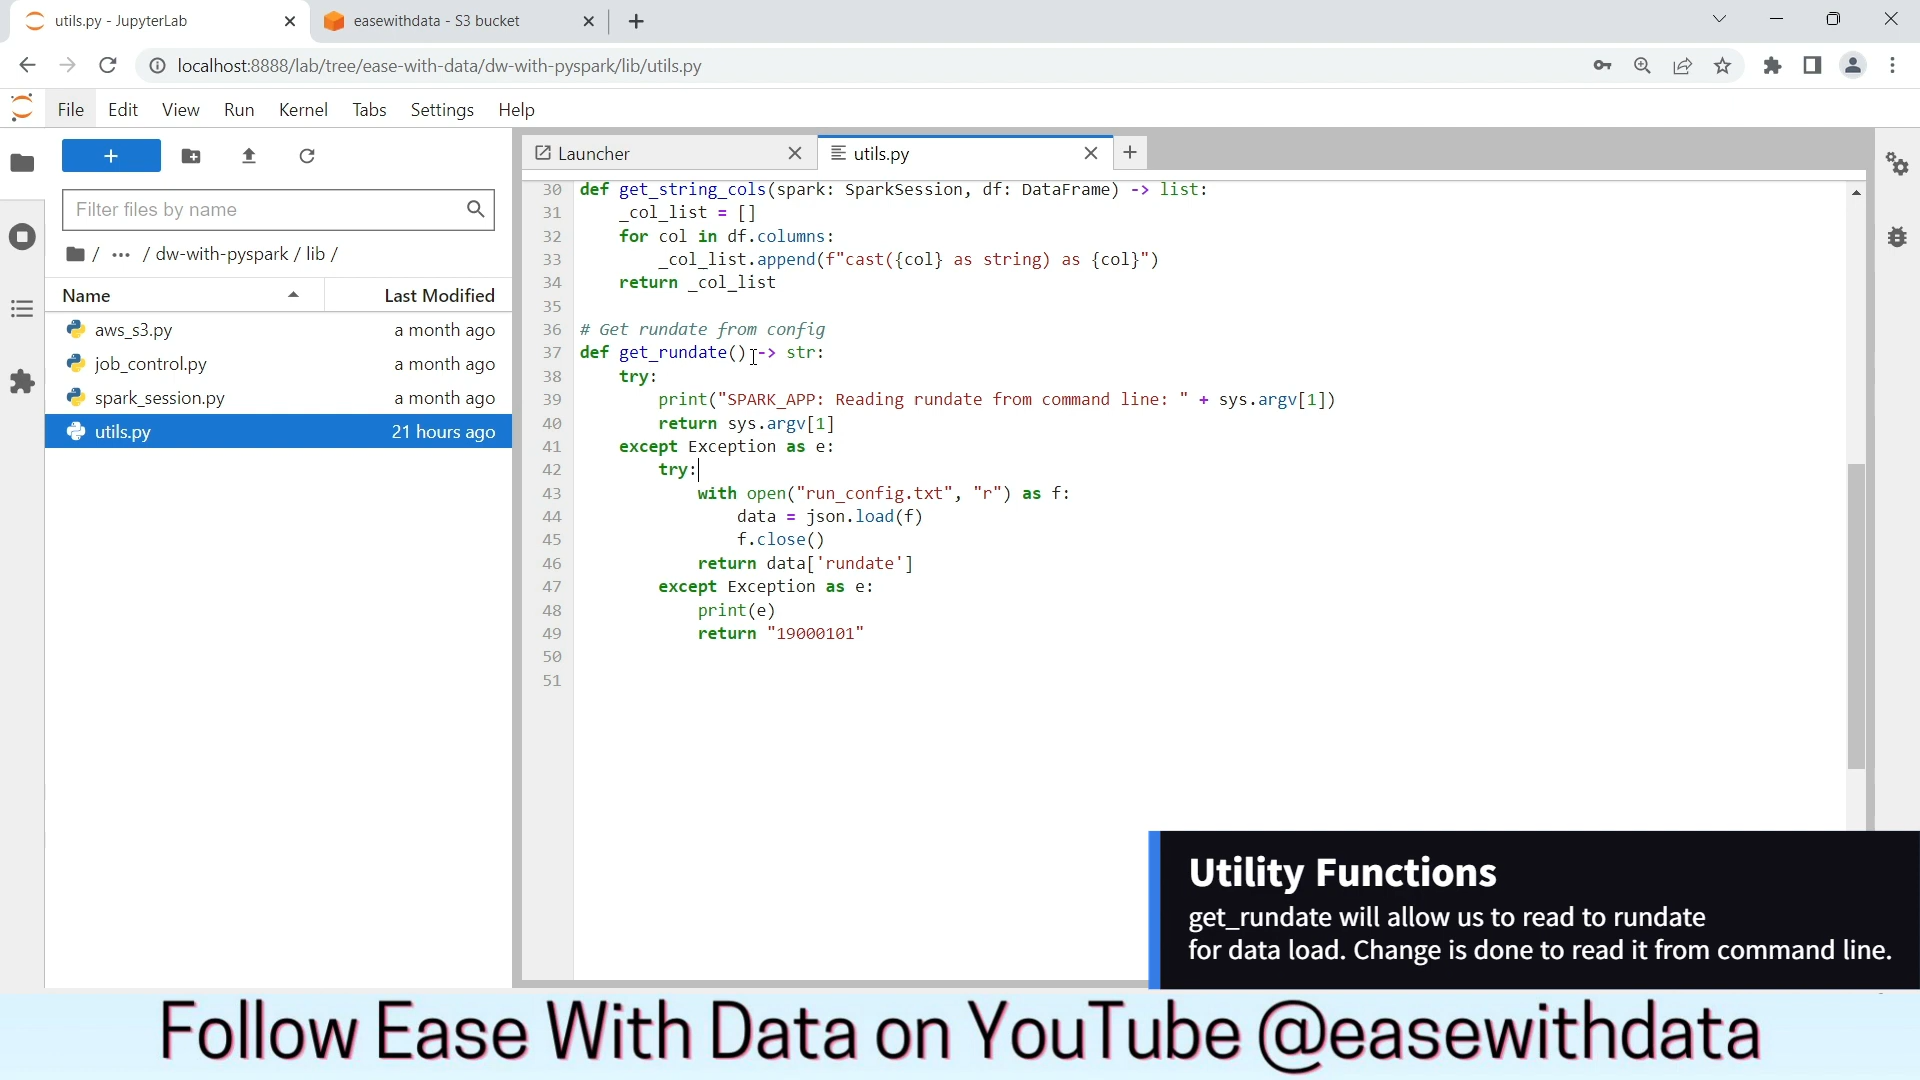 utils.py - JupyterLab
easewithdata - S3 bucket
localhost:8888/lab/tree/ease-with-data/dw-with-pyspark/lib/utils.py
File Edit View Run Kernel Tabs Settings Help
Filter files by name
/ ··· / dw-with-pyspark / lib /
Name Last Modified
aws_s3.py a month ago
job_control.py a month ago
spark_session.py a month ago
utils.py 21 hours ago
Launcher
utils.py
30 def get_string_cols(spark: SparkSession, df: DataFrame) -> list:
31 _col_list = []
32 for col in df.columns:
33 _col_list.append(f"cast({col} as string) as {col}")
34 return _col_list
35
36 # Get rundate from config
37 def get_rundate() -> str:
38 try:
39 print("SPARK_APP: Reading rundate from command line: " + sys.argv[1])
40 return sys.argv[1]
41 except Exception as e:
42 try:
43 with open("run_config.txt", "r") as f:
44 data = json.load(f)
45 f.close()
46 return data['rundate']
47 except Exception as e:
48 print(e)
49 return "19000101"
50
51
Utility Functions
get_rundate will allow us to read to rundate
for data load. Change is done to read it from command line.
Follow Ease With Data on YouTube @easewithdata